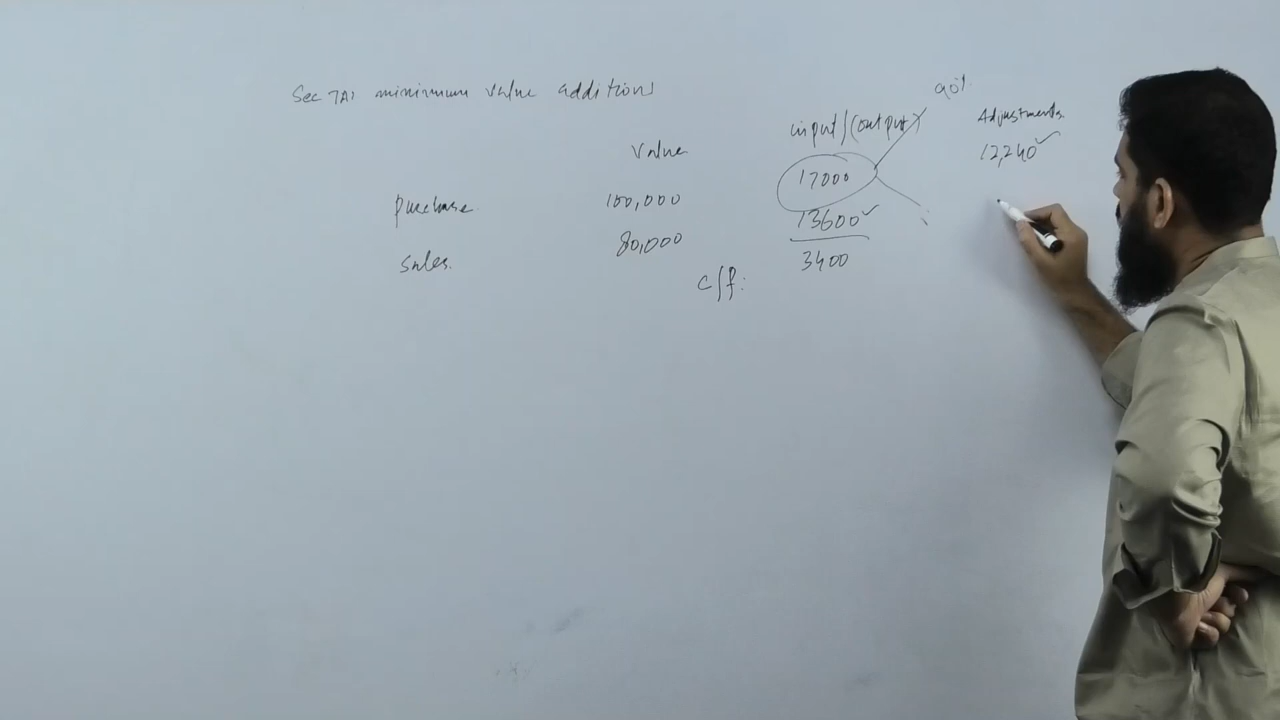 Sec 7A: minimum value additions
90%
input/(output) Adjustments
Value 12,240
Purchase 100,000 17000
Sales. 80,000 13600
C/f: 3400